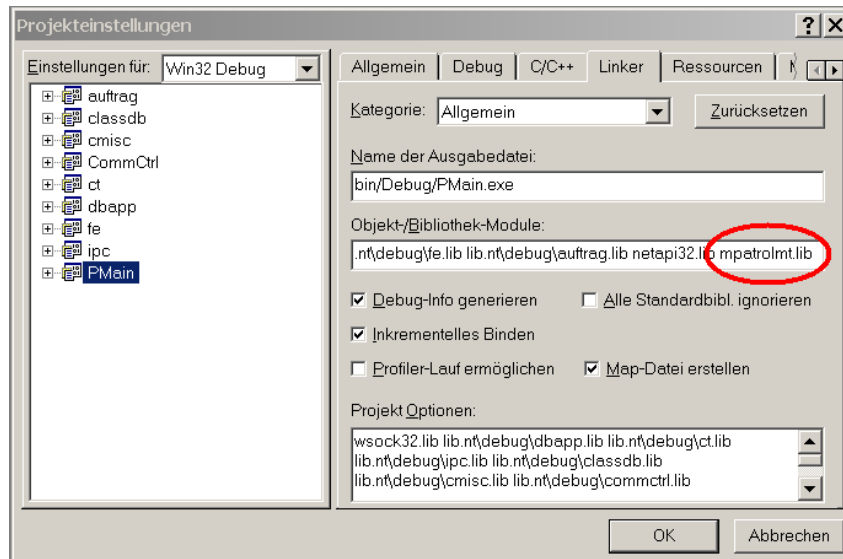 Projekteinstellungen
Einstellungen für: Win32 Debug
auftrag
classdb
cmisc
CommCtrl
ct
dbapp
fe
ipc
PMain
Allgemein Debug C/C++ Linker Ressourcen
Kategorie: Allgemein Zurücksetzen
Name der Ausgabedatei:
bin/Debug/PMain.exe
Objekt-/Bibliothek-Module:
.nt\debug\fe.lib lib.nt\debug\auftrag.lib netapi32.lib mpatrolmt.lib
Debug-Info generieren Alle Standardbibl. ignorieren
Inkrementelles Binden
Profiler-Lauf ermöglichen Map-Datei erstellen
Projekt Optionen:
wsock32.lib lib.nt\debug\dbapp.lib lib.nt\debug\ct.lib
lib.nt\debug\ipc.lib lib.nt\debug\classdb.lib
lib.nt\debug\cmisc.lib lib.nt\debug\commctrl.lib
OK Abbrechen